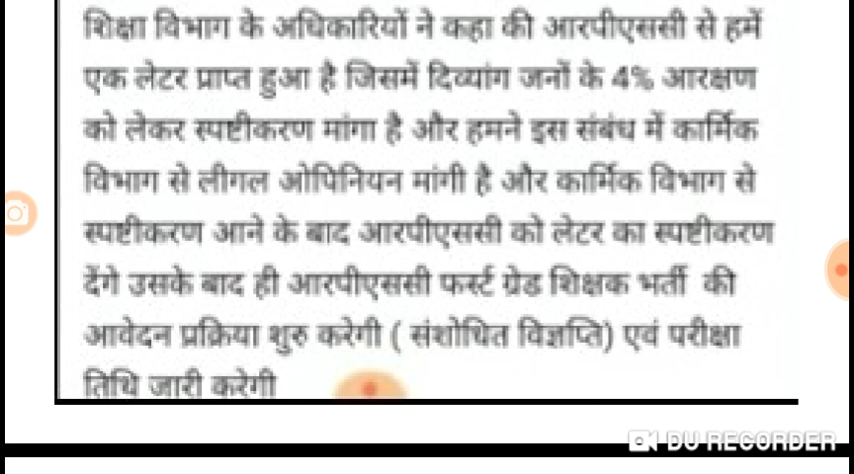 शिक्षा विभाग के अधिकारियों ने कहा की आरपीएससी से हमें
एक लेटर प्राप्त हुआ है जिसमें दिव्यांग जनों के 4% आरक्षण
को लेकर स्पष्टीकरण मांगा है और हमने इस संबंध में कार्मिक
विभाग से लीगल ओपिनियन मांगी है और कार्मिक विभाग से
स्पष्टीकरण आने के बाद आरपीएससी को लेटर का स्पष्टीकरण
देंगे उसके बाद ही आरपीएससी फर्स्ट ग्रेड शिक्षक भर्ती की
आवेदन प्रक्रिया शुरु करेगी ( संशोधित विज्ञप्ति) एवं परीक्षा
तिथि जारी करेगी
DU RECORDER